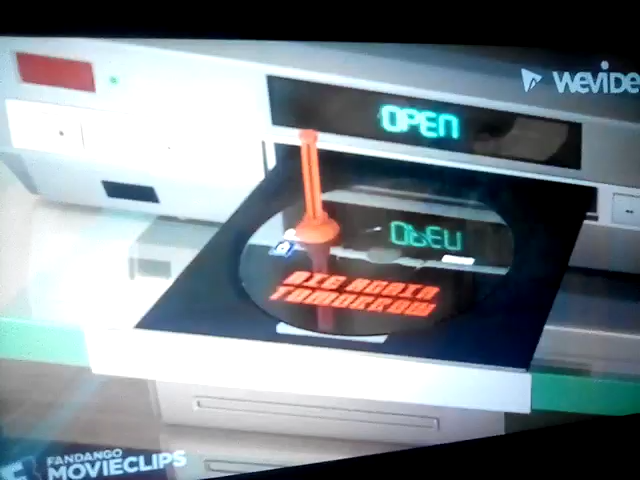 WEVIDE
OPEN
DIE AGAIN
TOMORROW
FANDANGO
MOVIECLIPS